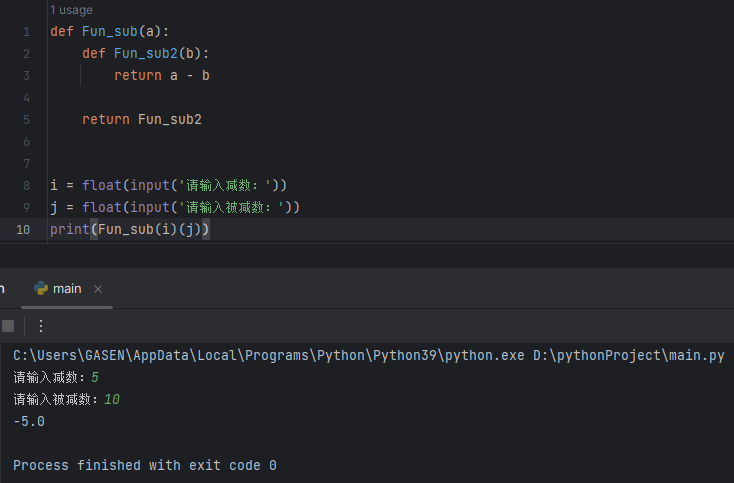 1 usage
1 def Fun_sub(a):
2 def Fun_sub2(b):
3 return a - b
4
5 return Fun_sub2
6
7
8 i = float(input('请输入减数：'))
9 j = float(input('请输入被减数：'))
10 print(Fun_sub(i)(j))
n main ×
C:\Users\GASEN\AppData\Local\Programs\Python\Python39\python.exe D:\pythonProject\main.py
请输入减数：5
请输入被减数：10
-5.0
Process finished with exit code 0